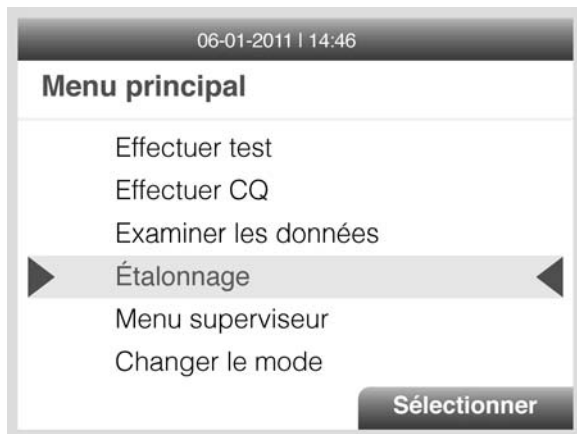 06-01-2011 | 14:46
Menu principal
Effectuer test
Effectuer CQ
Examiner les données
Étalonnage
Menu superviseur
Changer le mode
Sélectionner